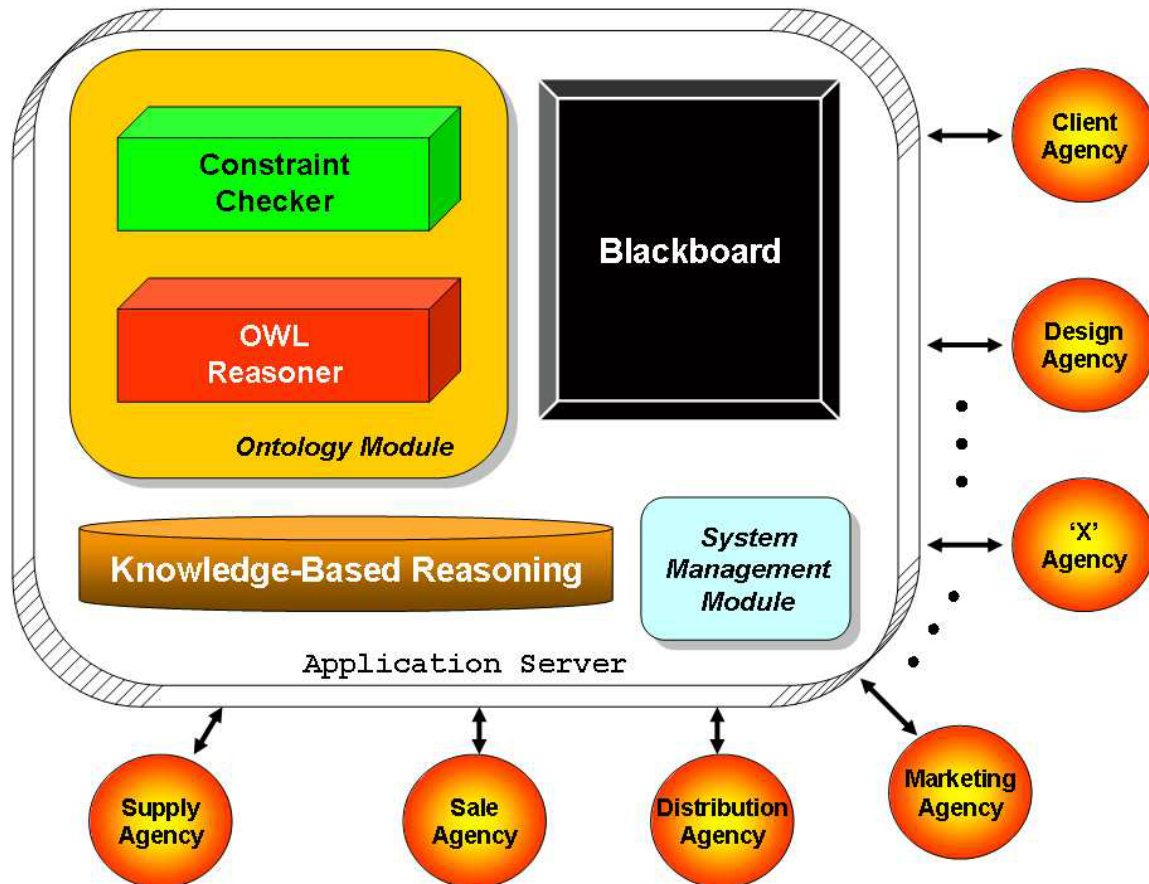 Constraint
Checker
OWL
Reasoner
Ontology Module
Blackboard
Knowledge-Based Reasoning
System
Management
Module
Application Server
Client
Agency
Design
Agency
‘X’
Agency
Marketing
Agency
Distribution
Agency
Sale
Agency
Supply
Agency